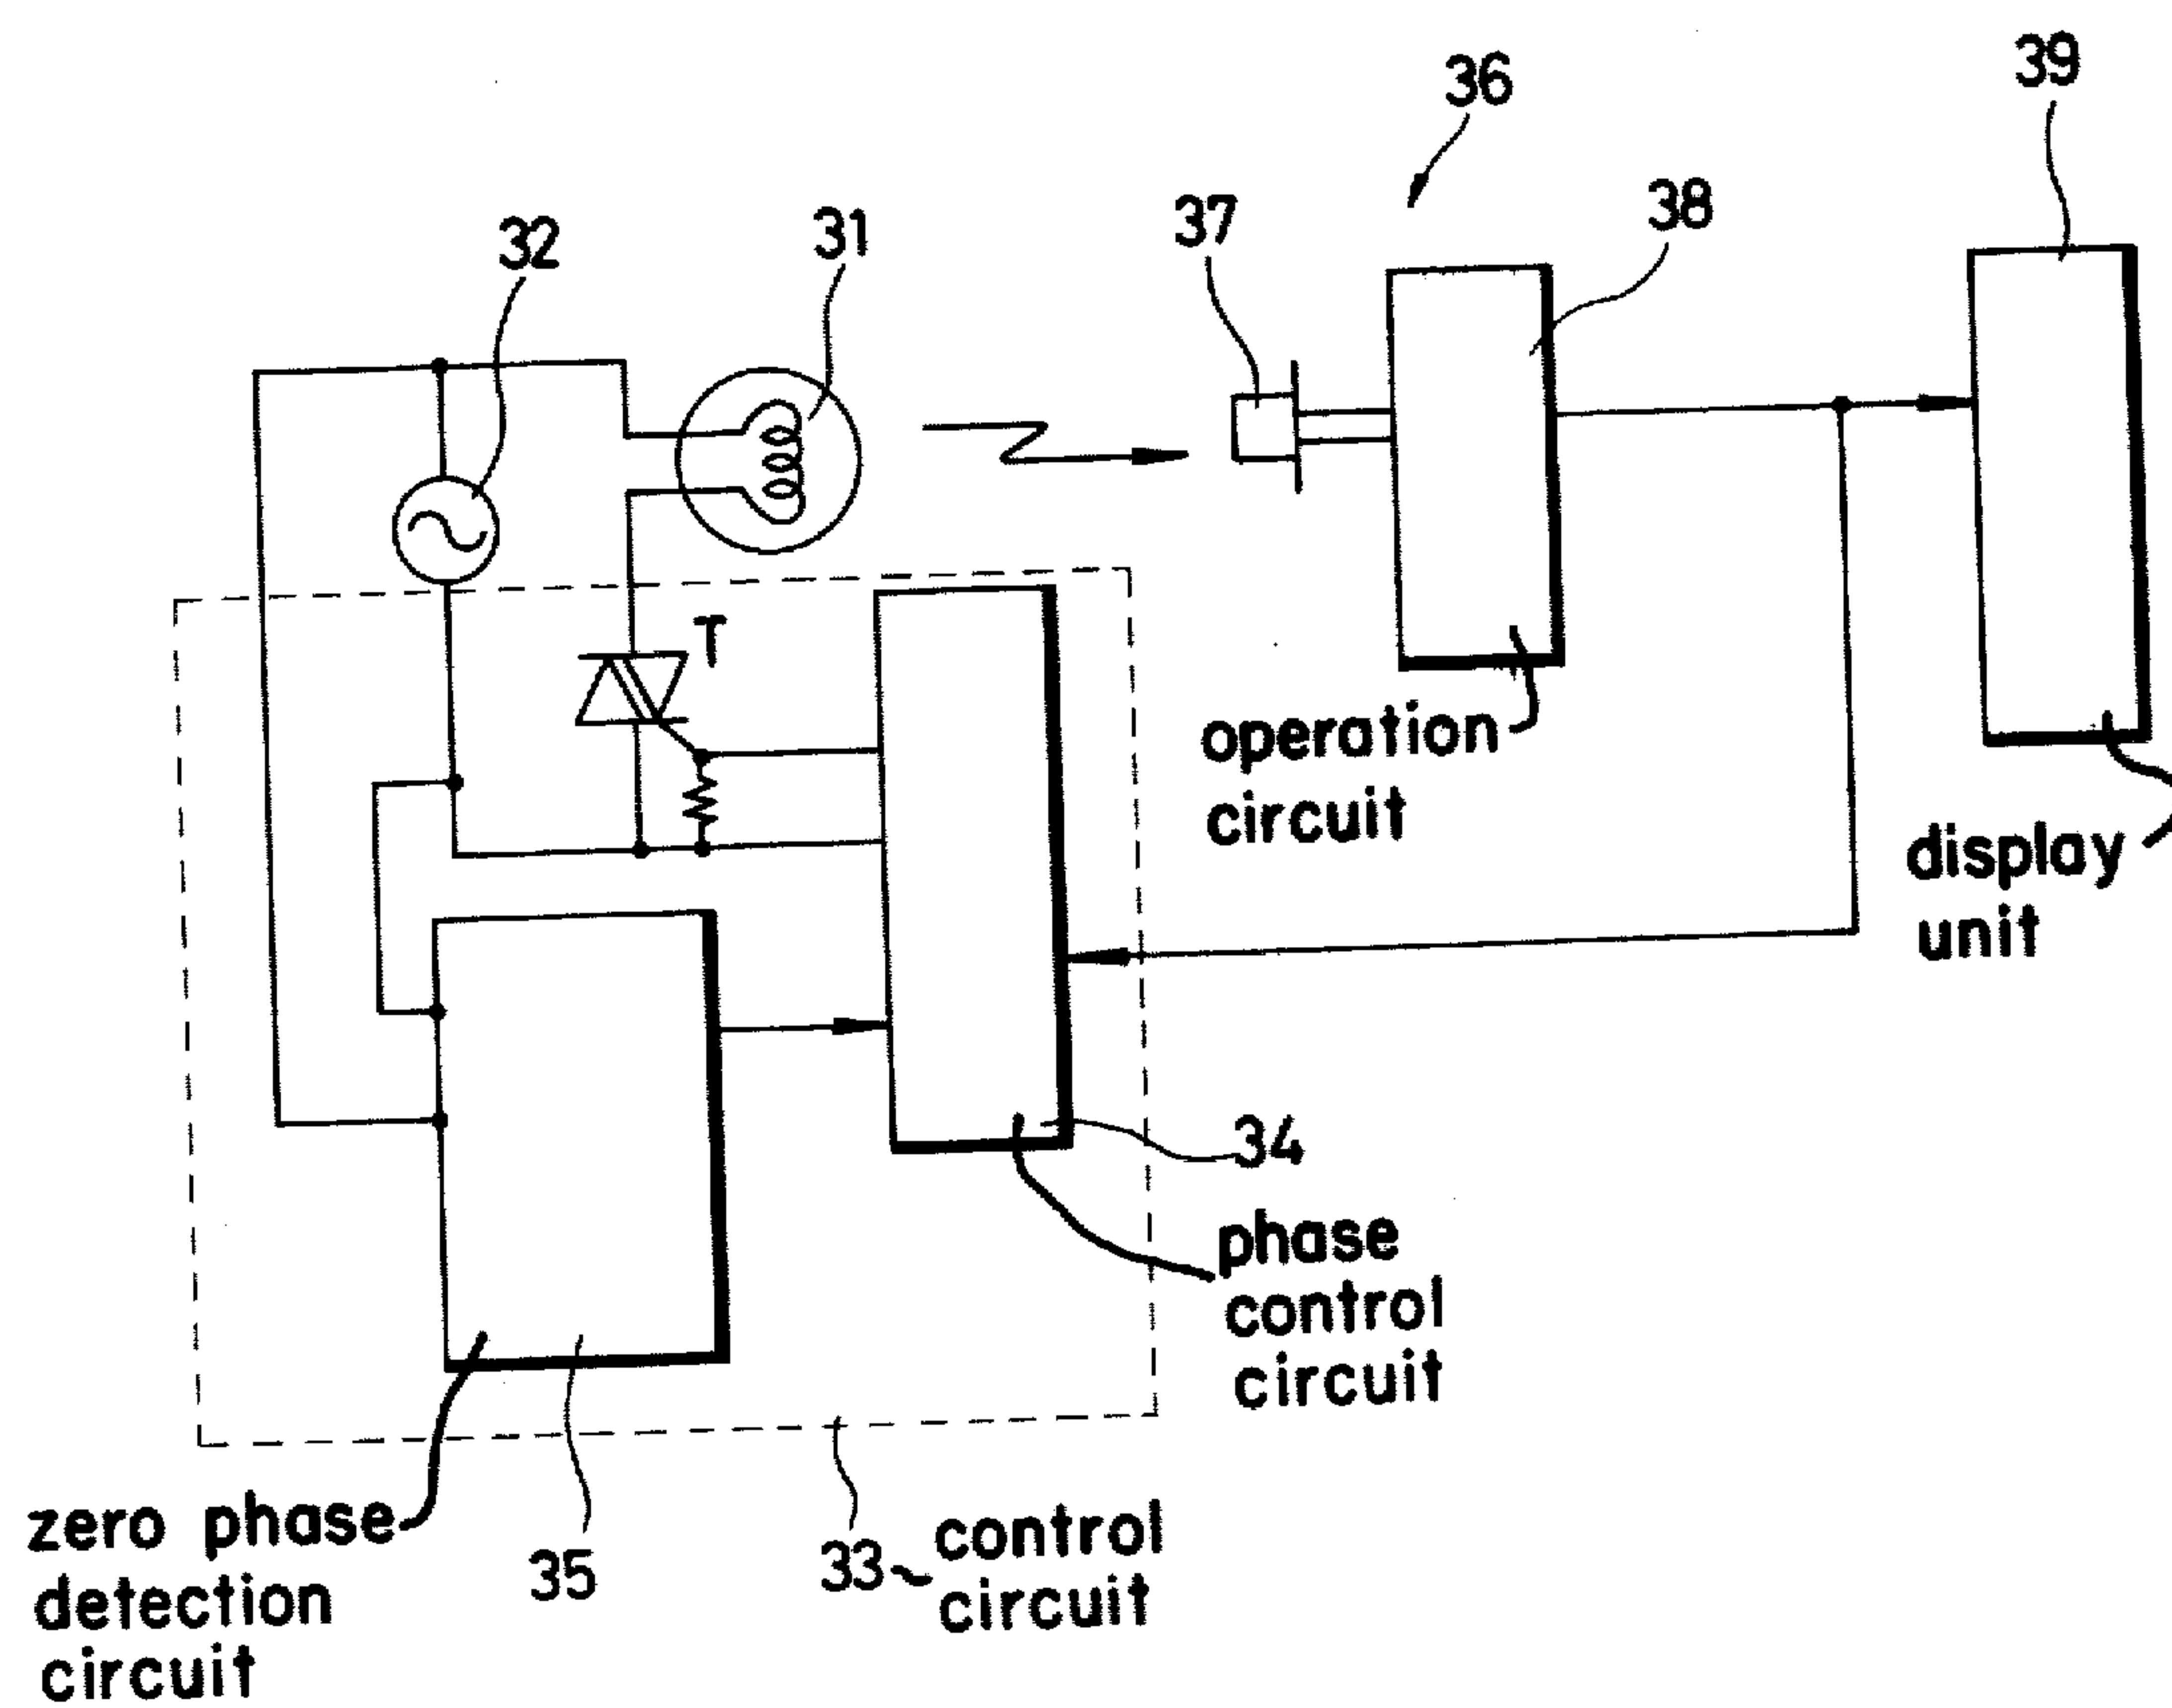 39
36
38
37
31
32
T
operation
circuit
display
unit
34
phase
control
circuit
zero phase
detection
circuit
35
33
control
circuit